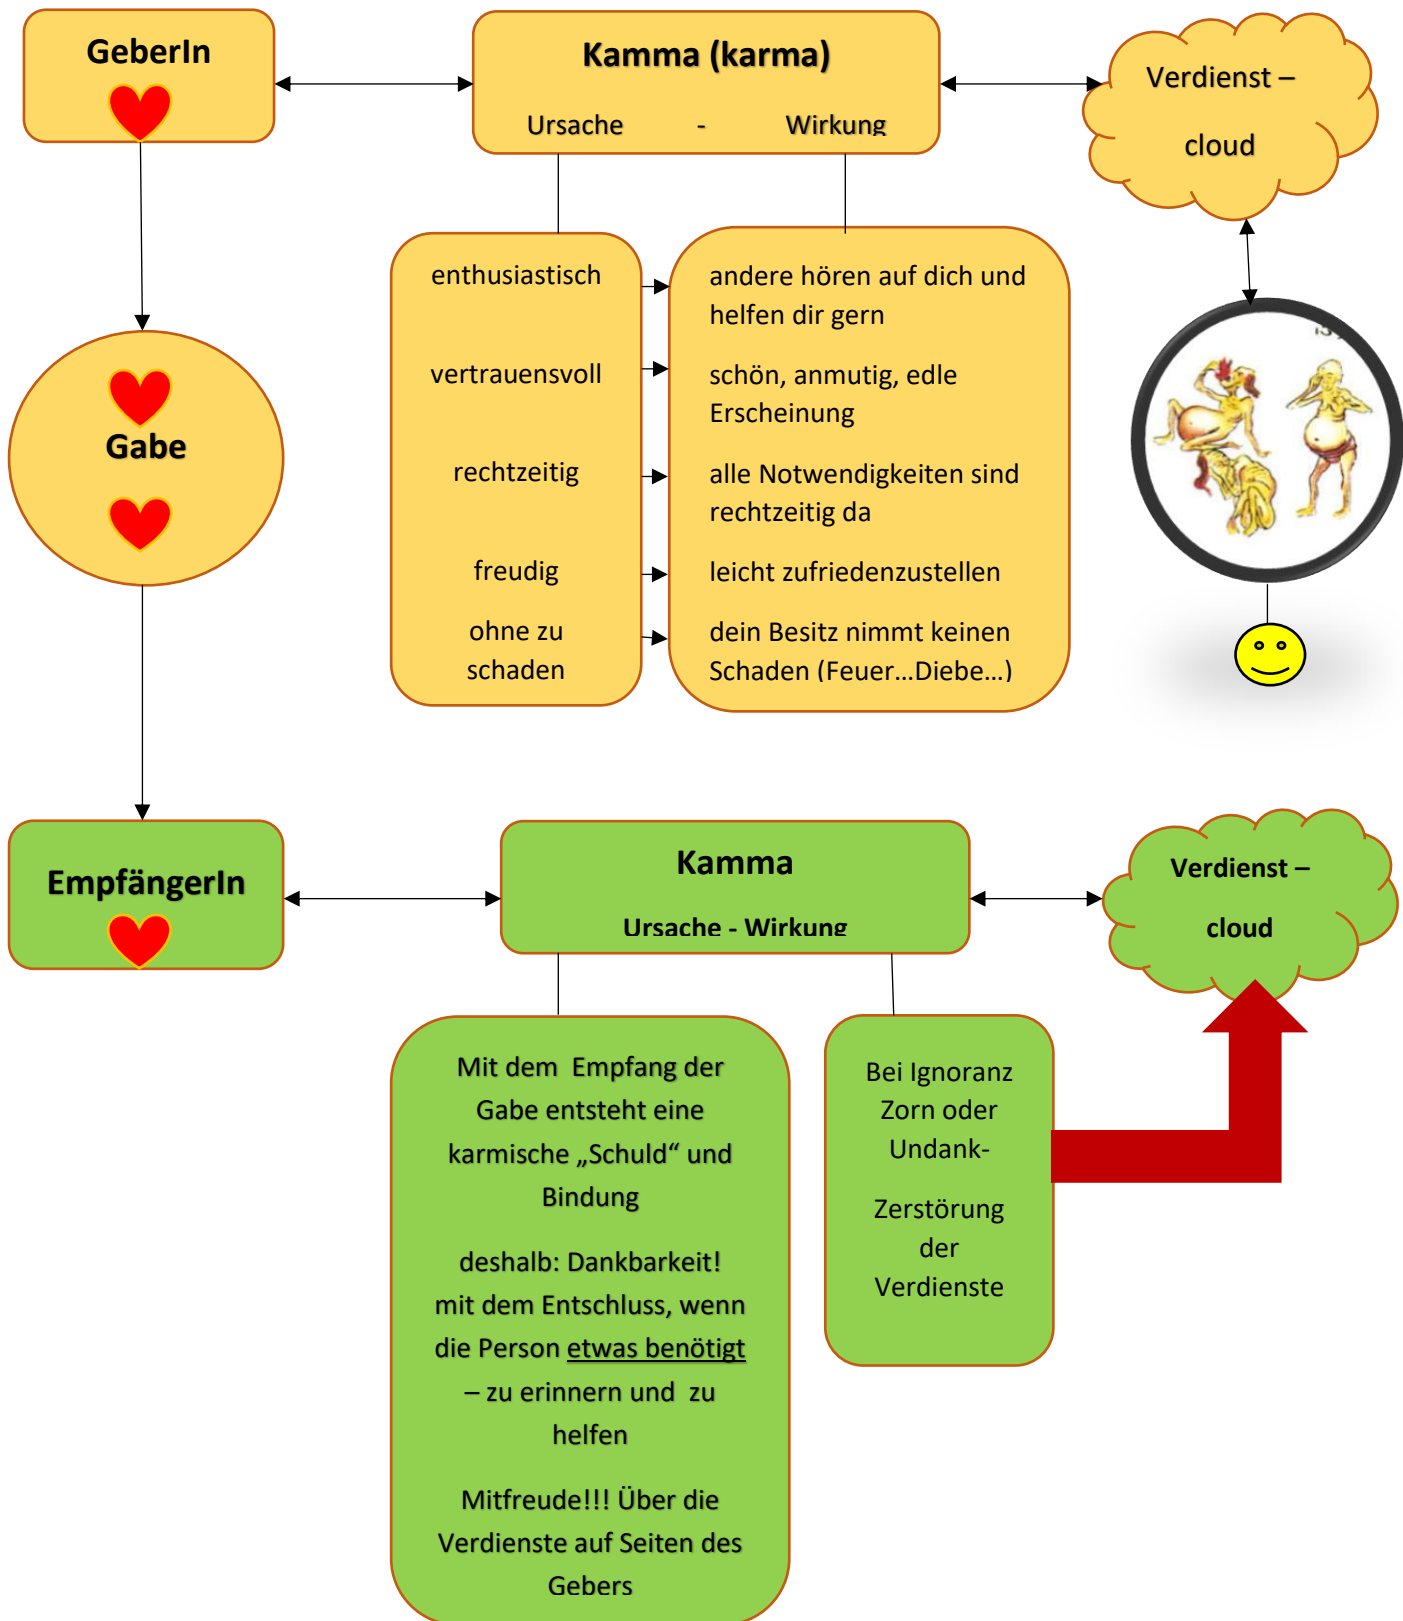 GeberIn
Kamma (karma)
Ursache - Wirkung
Verdienst –
cloud
enthusiastisch
andere hören auf dich und
helfen dir gern
vertrauensvoll
schön, anmutig, edle
Erscheinung
rechtzeitig
alle Notwendigkeiten sind
rechtzeitig da
freudig
leicht zufriedenzustellen
ohne zu
schaden
dein Besitz nimmt keinen
Schaden (Feuer...Diebe...)
Gabe
EmpfängerIn
Kamma
Ursache - Wirkung
Verdienst –
cloud
Mit dem Empfang der
Gabe entsteht eine
karmische „Schuld“ und
Bindung
deshalb: Dankbarkeit!
mit dem Entschluss, wenn
die Person etwas benötigt
– zu erinnern und zu
helfen
Mitfreude!!! Über die
Verdienste auf Seiten des
Gebers
Bei Ignoranz
Zorn oder
Undank-
Zerstörung
der
Verdienste